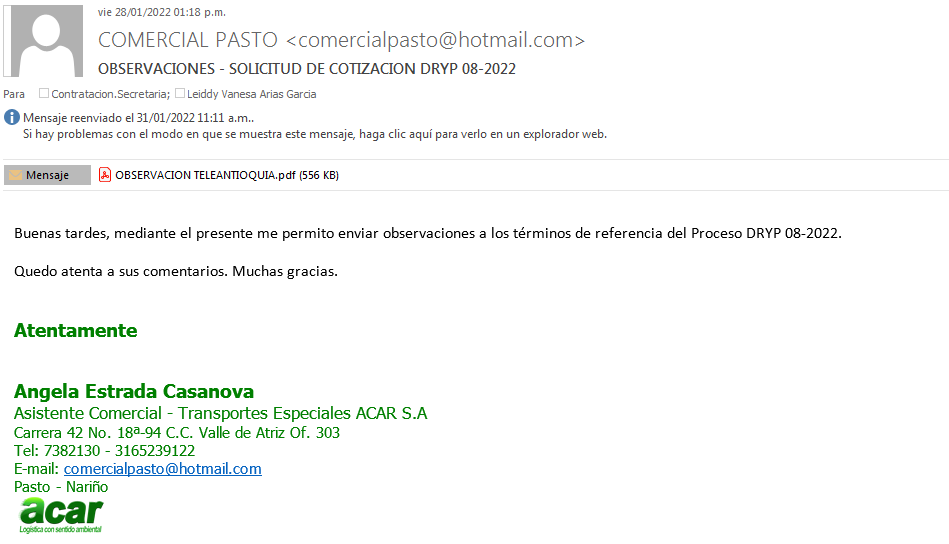 vie 28/01/2022 01:18 p.m.
COMERCIAL PASTO <comercialpasto@hotmail.com>
OBSERVACIONES - SOLICITUD DE COTIZACION DRYP 08-2022
Para Contratacion.Secretaria; Leiddy Vanesa Arias Garcia
Mensaje reenviado el 31/01/2022 11:11 a.m..
Si hay problemas con el modo en que se muestra este mensaje, haga clic aquí para verlo en un explorador web.
Mensaje OBSERVACION TELEANTIOQUIA.pdf (556 KB)
Buenas tardes, mediante el presente me permito enviar observaciones a los términos de referencia del Proceso DRYP 08-2022.
Quedo atenta a sus comentarios. Muchas gracias.
Atentamente
Angela Estrada Casanova
Asistente Comercial - Transportes Especiales ACAR S.A
Carrera 42 No. 18ª-94 C.C. Valle de Atriz Of. 303
Tel: 7382130 - 3165239122
E-mail: comercialpasto@hotmail.com
Pasto - Nariño
acar
Logística con sentido ambiental